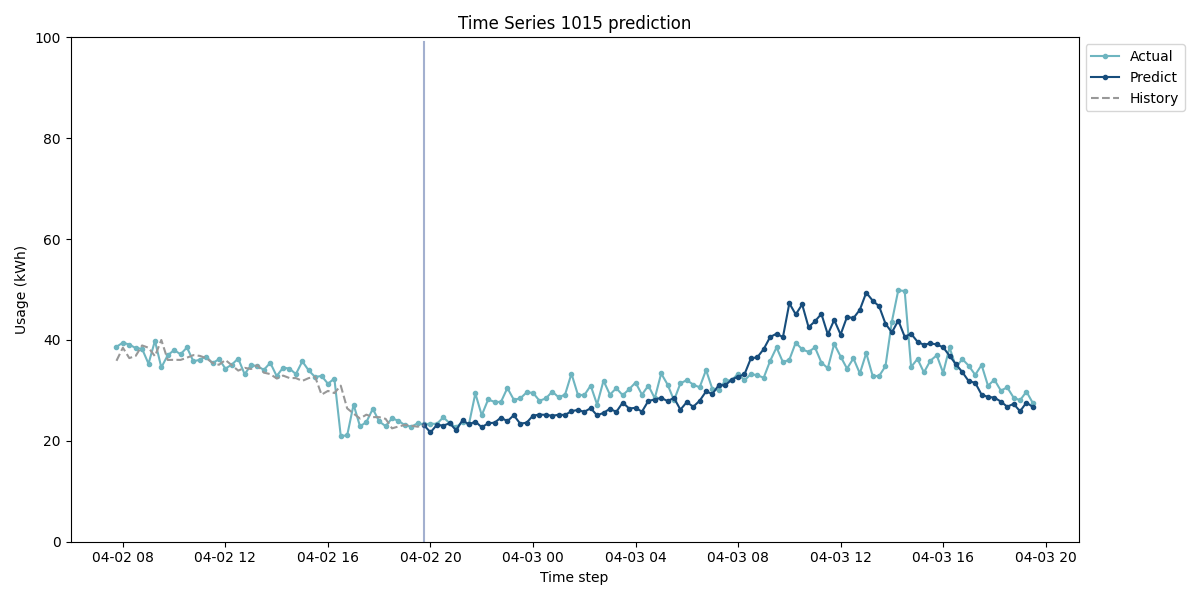 Time Series 1015 prediction
100
80
60
40
20
0
Usage (kWh)
04-02 08 04-02 12 04-02 16 04-02 20 04-03 00 04-03 04 04-03 08 04-03 12 04-03 16 04-03 20
Time step
Actual
Predict
History